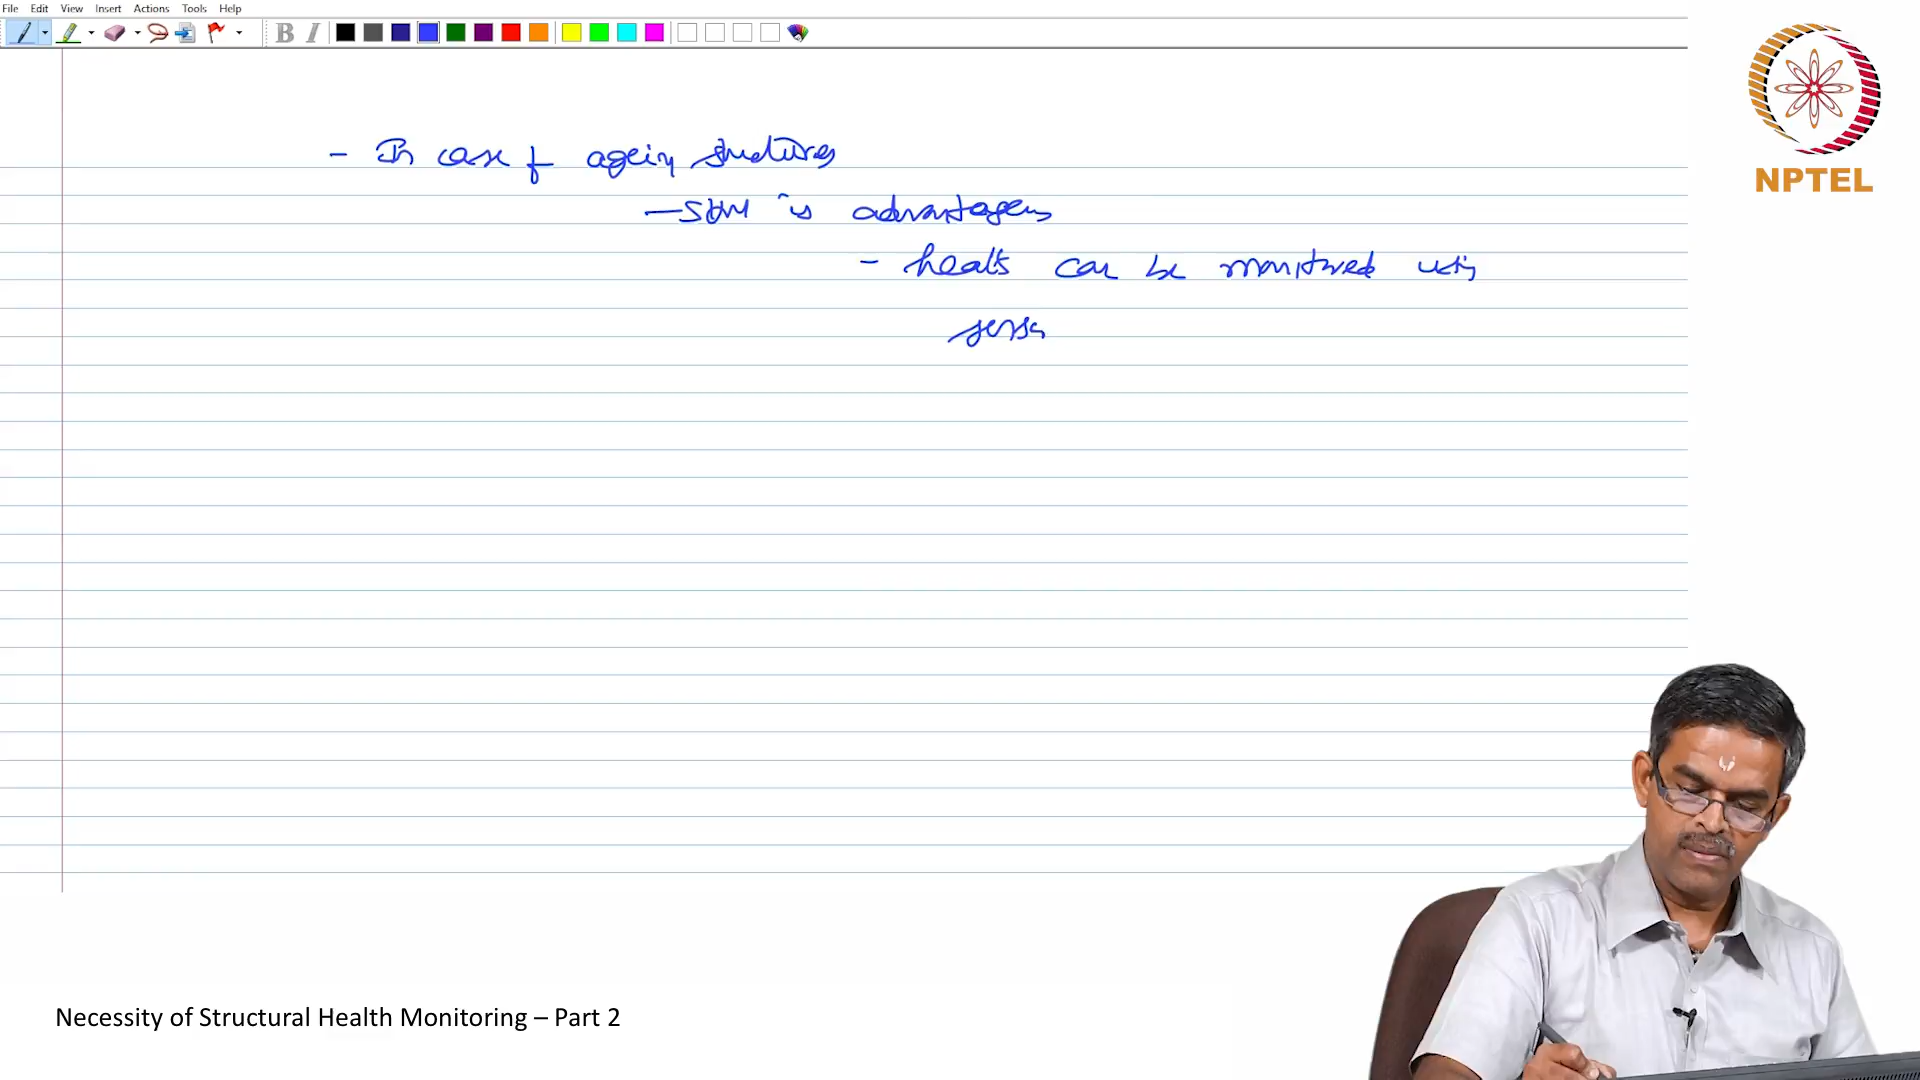 File Edit View Insert Actions Tools Help
B I
NPTEL
- In case of ageing structures
- SHM is advantageous
- health can be monitored using
senso
Necessity of Structural Health Monitoring – Part 2